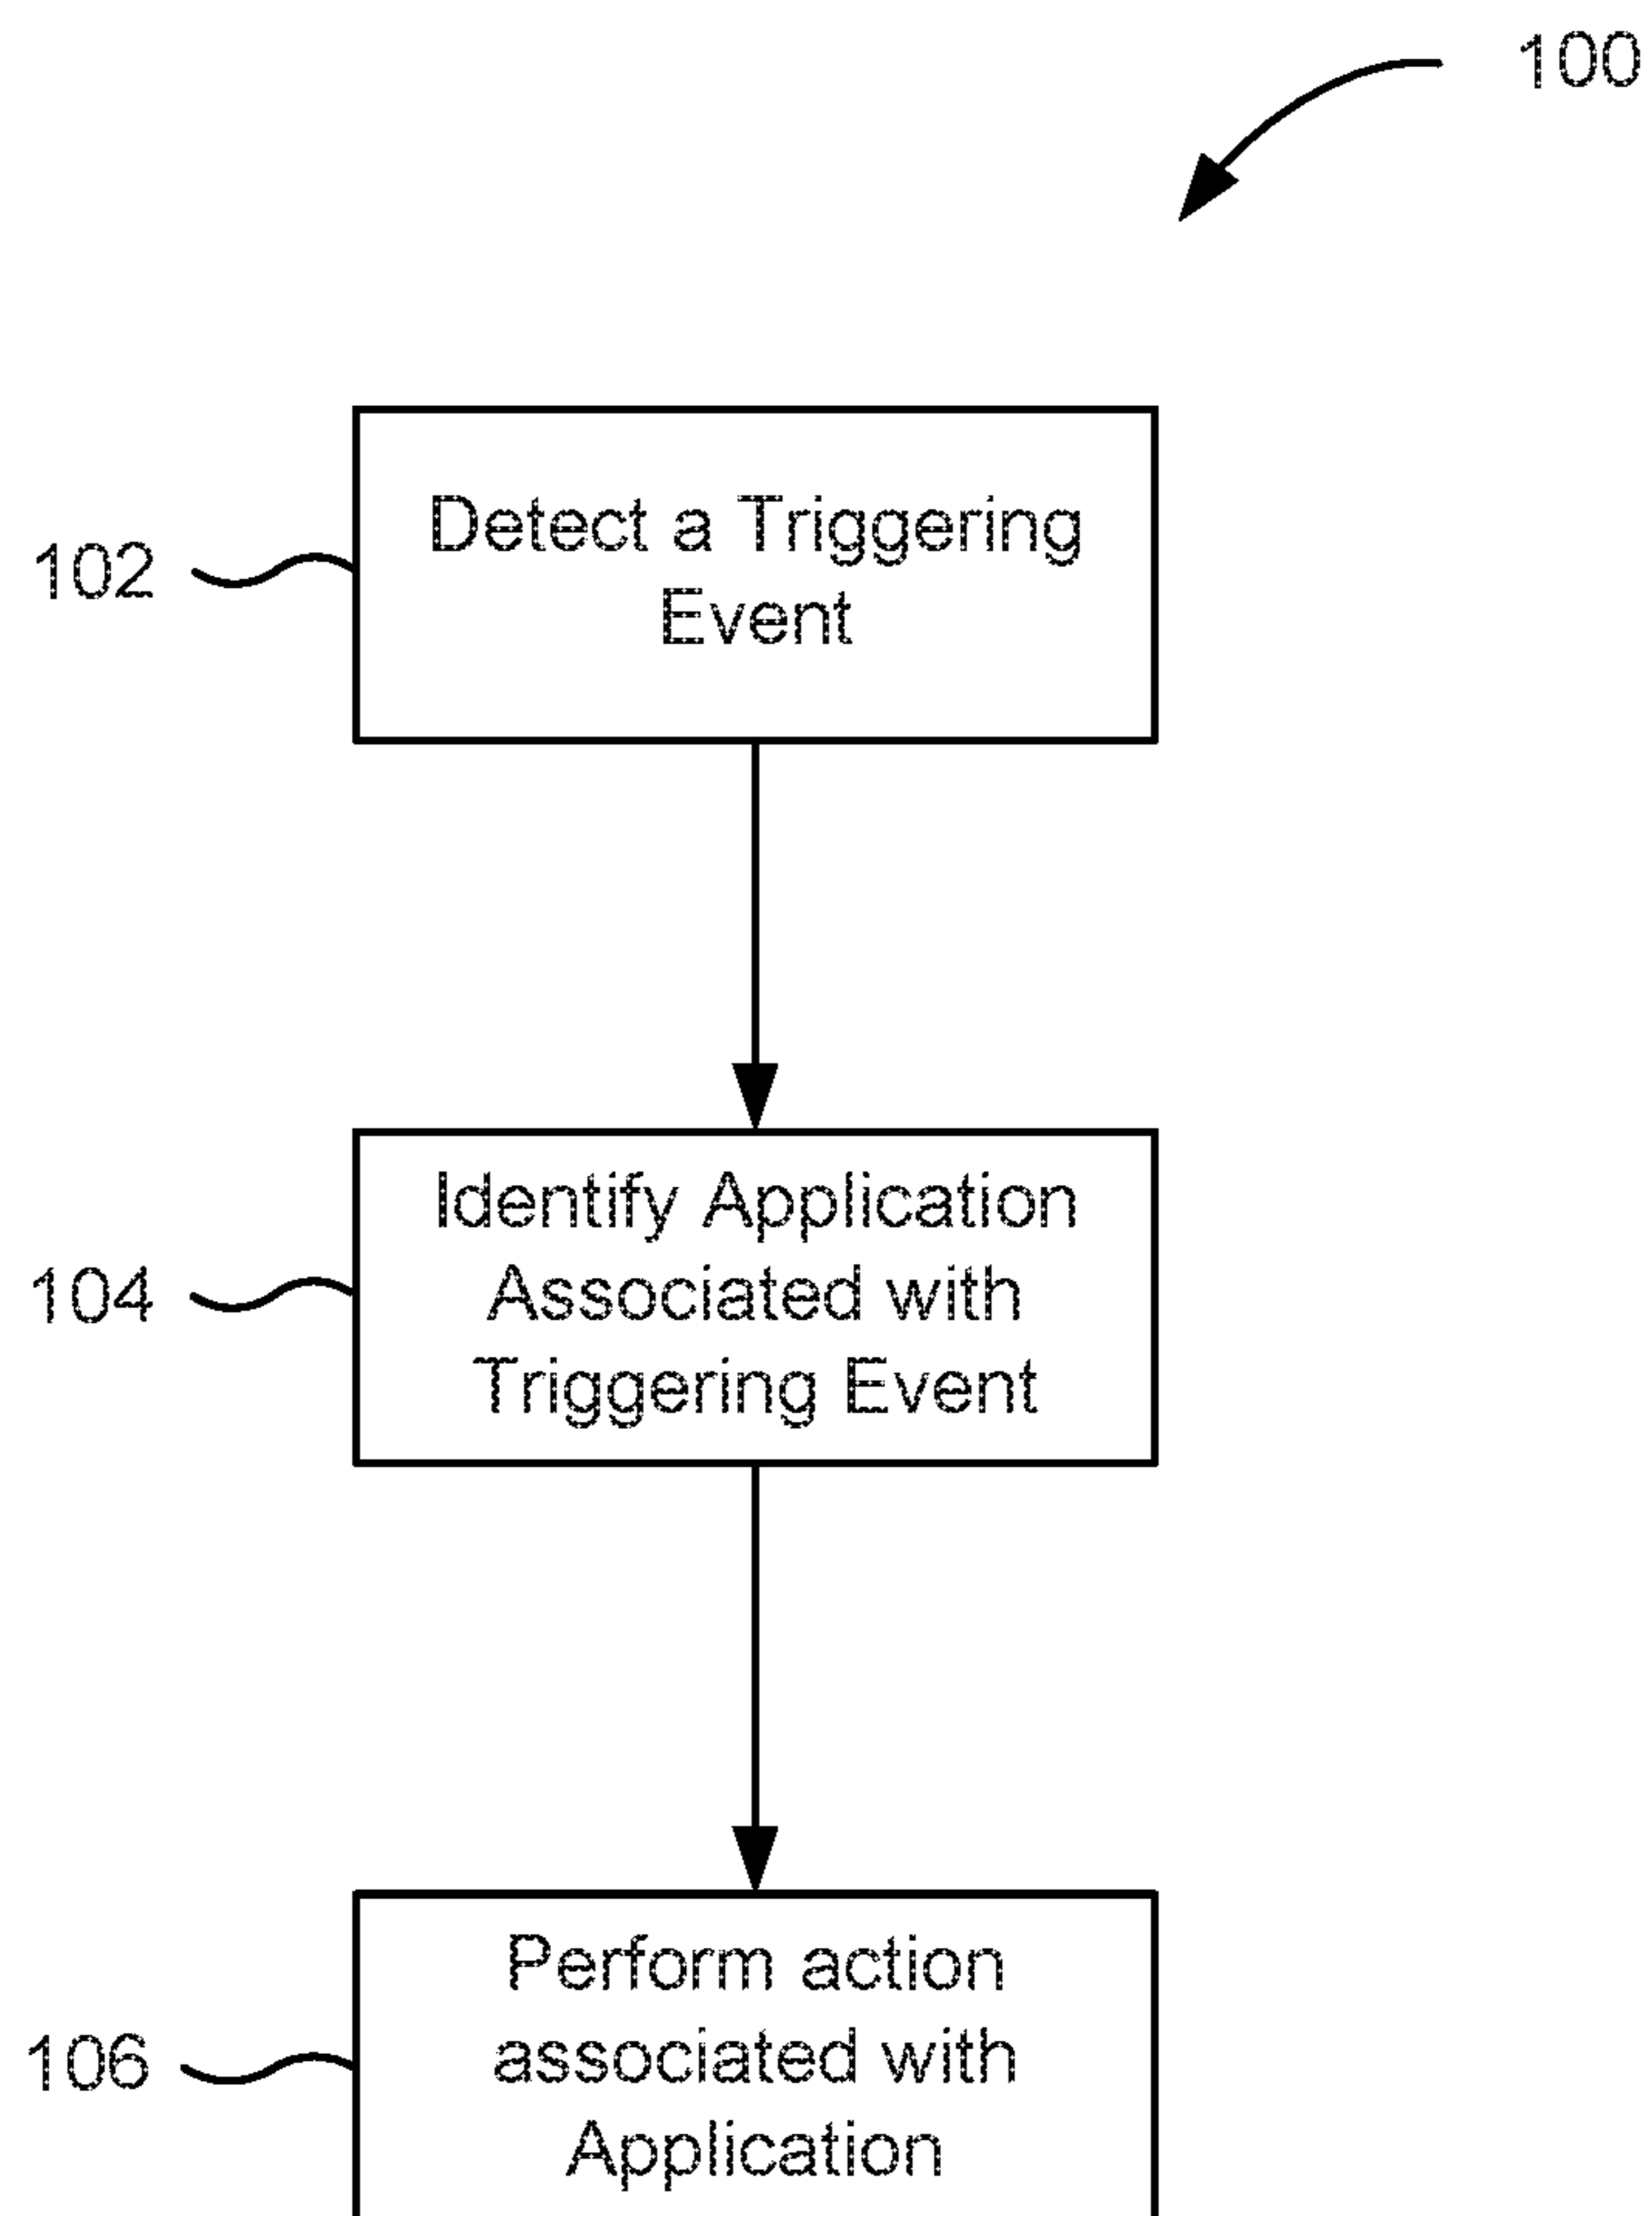 100
102
Detect a Triggering
Event
104
Identify Application
Associated with
Triggering Event
106
Perform action
associated with
Application